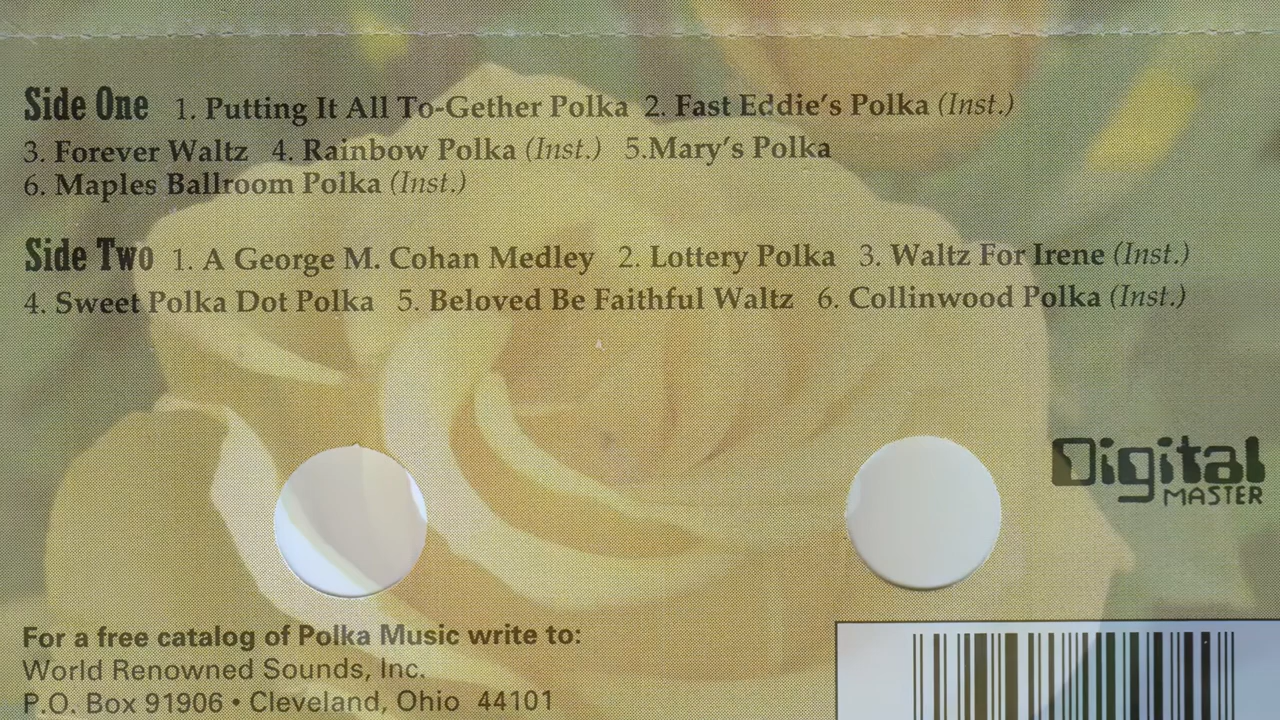 Side One 1. Putting It All To-Gether Polka 2. Fast Eddie's Polka (Inst.)
3. Forever Waltz 4. Rainbow Polka (Inst.) 5.Mary's Polka
6. Maples Ballroom Polka (Inst.)
Side Two 1. A George M. Cohan Medley 2. Lottery Polka 3. Waltz For Irene (Inst.)
4. Sweet Polka Dot Polka 5. Beloved Be Faithful Waltz 6. Collinwood Polka (Inst.)
Digital
MASTER
For a free catalog of Polka Music write to:
World Renowned Sounds, Inc.
P.O. Box 91906 • Cleveland, Ohio 44101